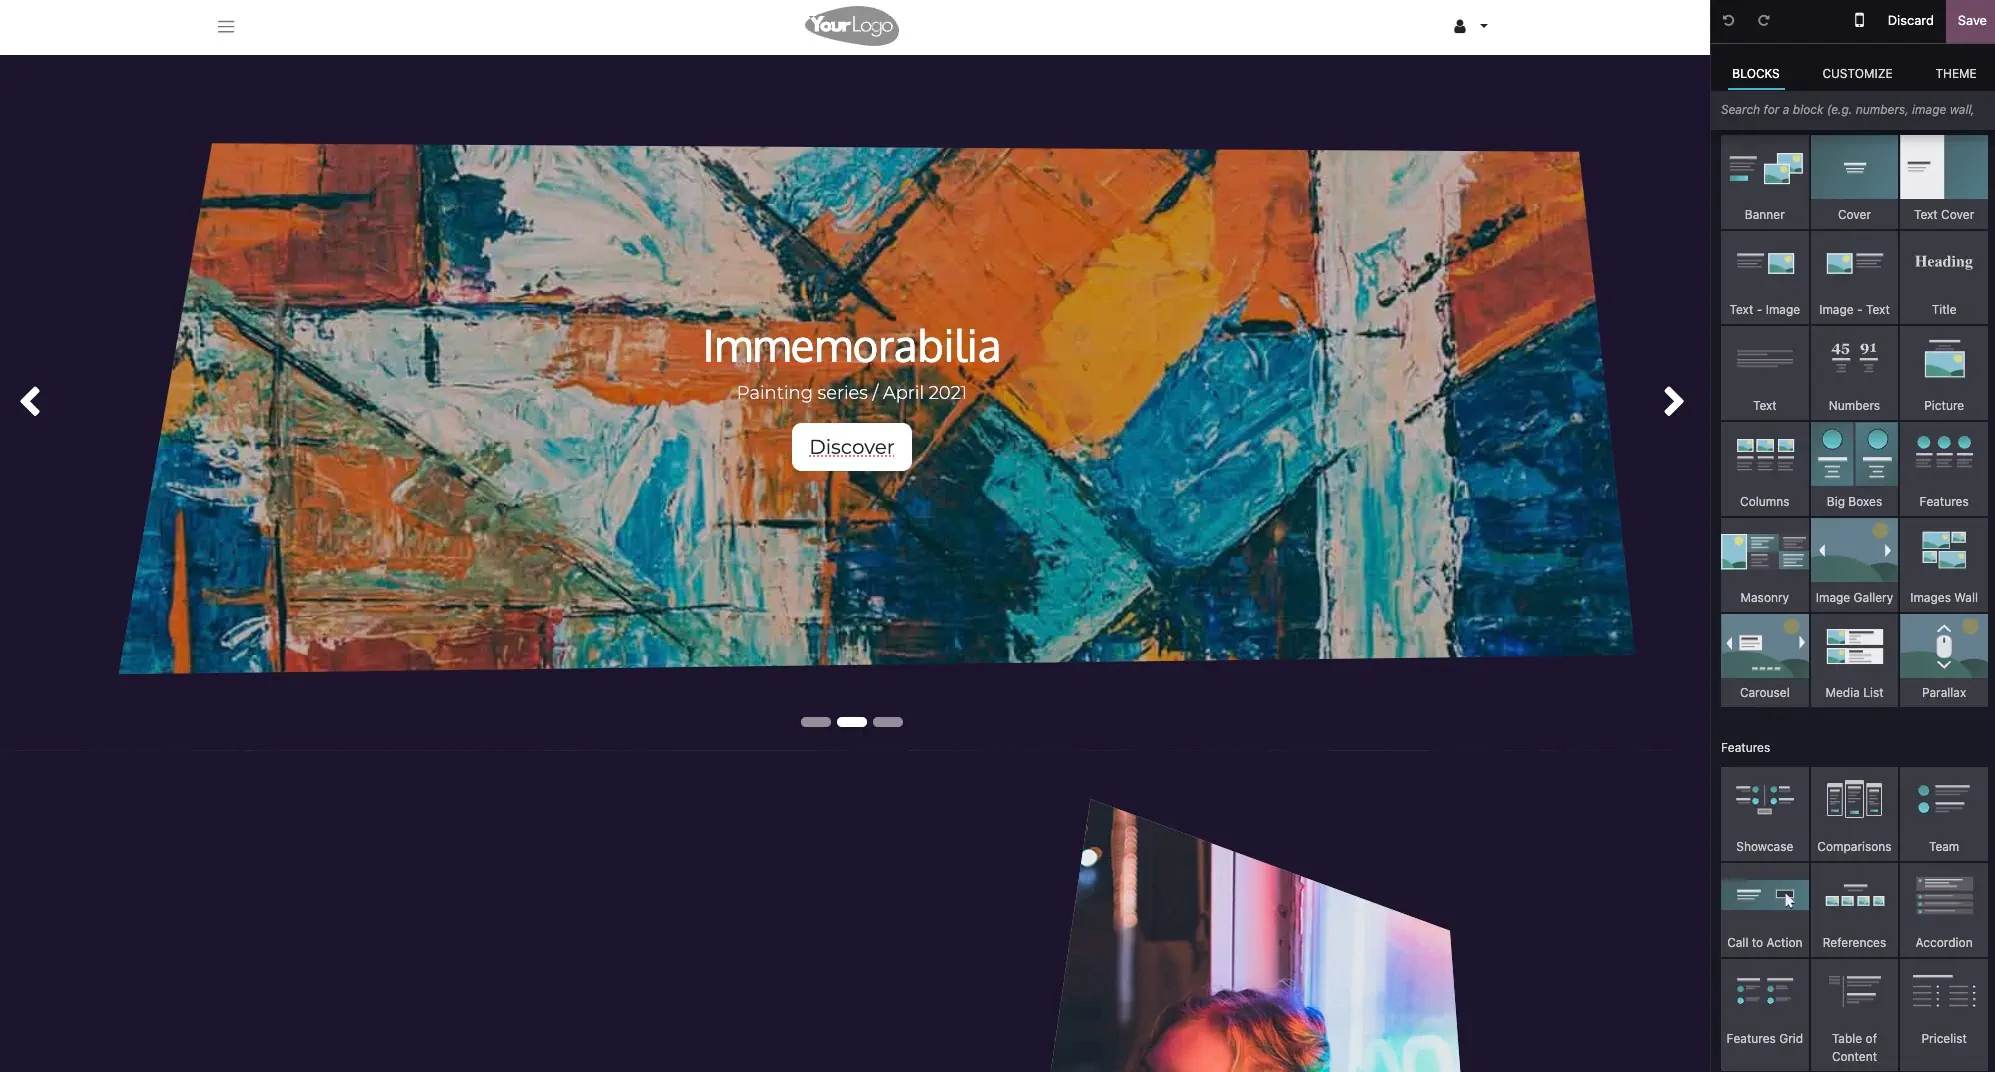 YourLogo
Discard
Save
BLOCKS
CUSTOMIZE
THEME
Search for a block (e.g. numbers, image wall,
Immemorabilia
Painting series / April 2021
Discover
Banner
Cover
Text Cover
Heading
Text - Image
Image - Text
Title
45 91
Text
Numbers
Picture
Columns
Big Boxes
Features
Masonry
Image Gallery
Images Wall
Carousel
Media List
Parallax
Features
Showcase
Comparisons
Team
Call to Action
References
Accordion
Features Grid
Table of
Content
Pricelist